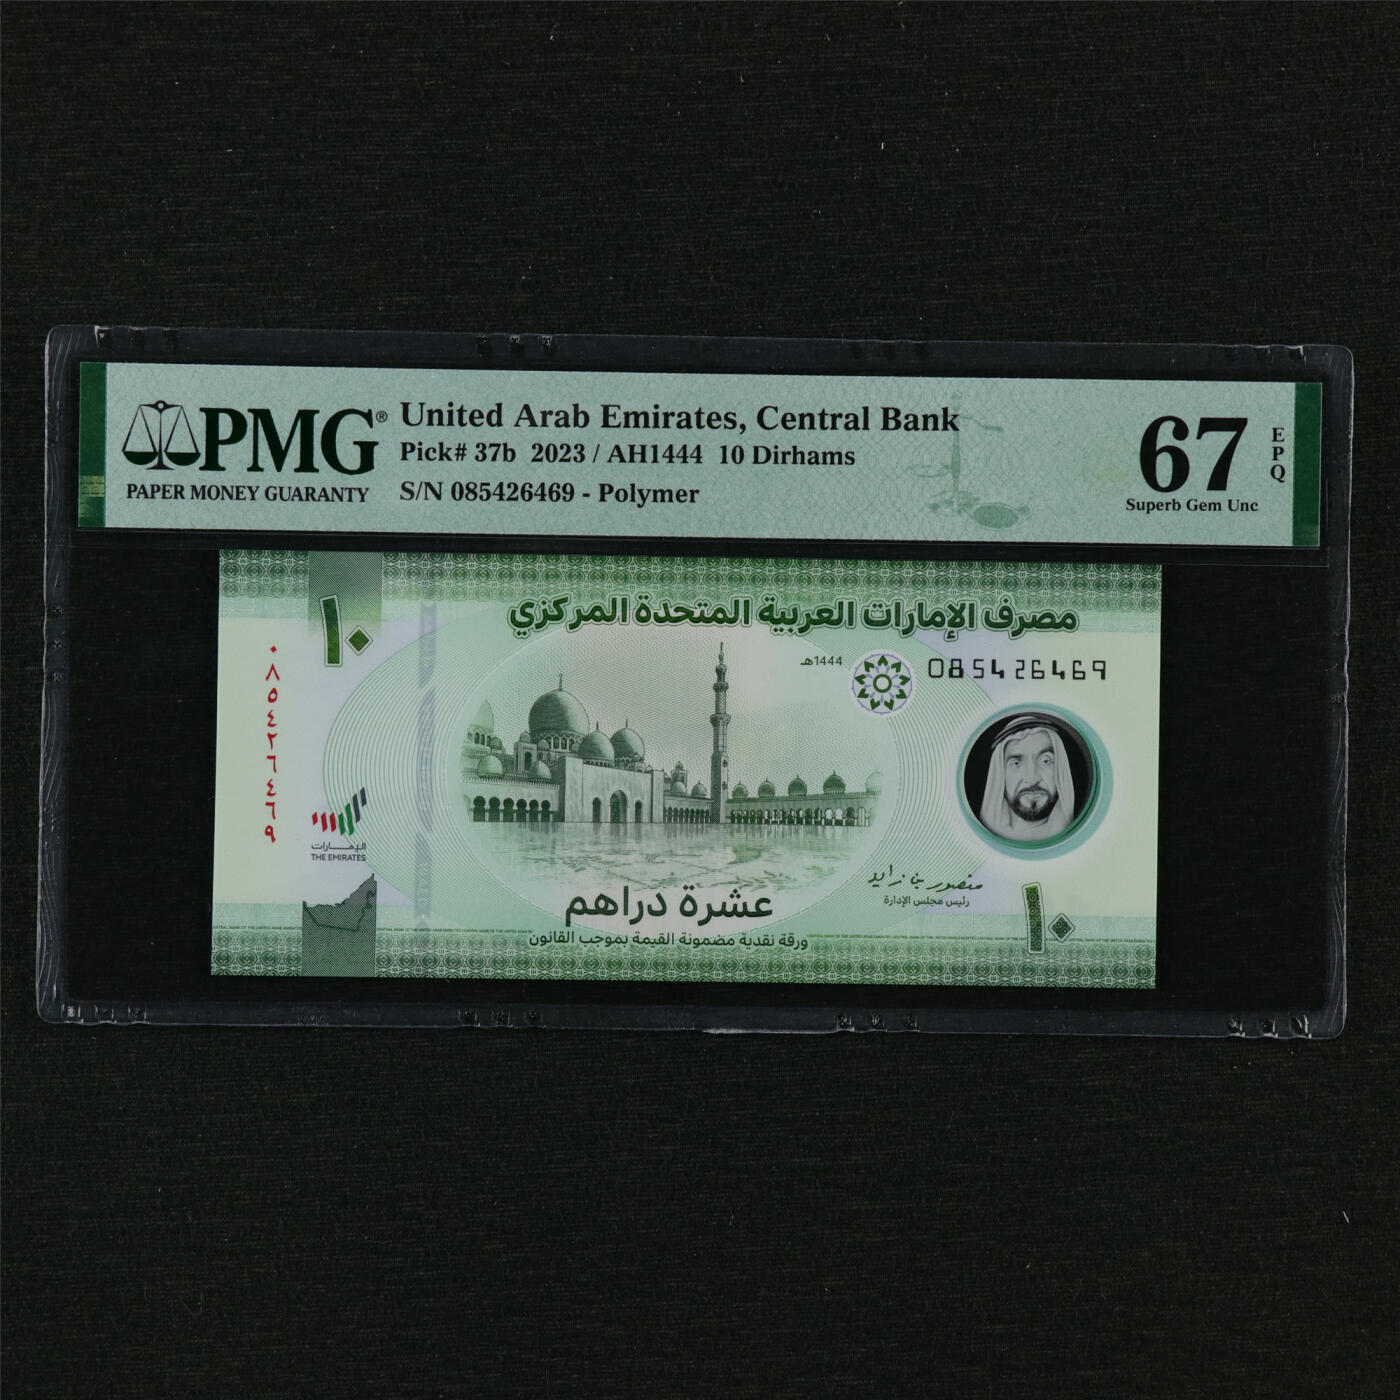 PMG®
PAPER MONEY GUARANTY
United Arab Emirates, Central Bank
Pick# 37b 2023 / AH1444 10 Dirhams
S/N 085426469 - Polymer
67
EPQ
Superb Gem Unc
١٠
مصرف الإمارات العربية المتحدة المركزي
1444هـ
085426469
٠٨٥٤٢٦٤٦٩
الإمارات
THE EMIRATES
منصور بن زايد
رئيس مجلس الإدارة
عشرة دراهم
ورقة نقدية مضمونة القيمة بموجب القانون
١٠